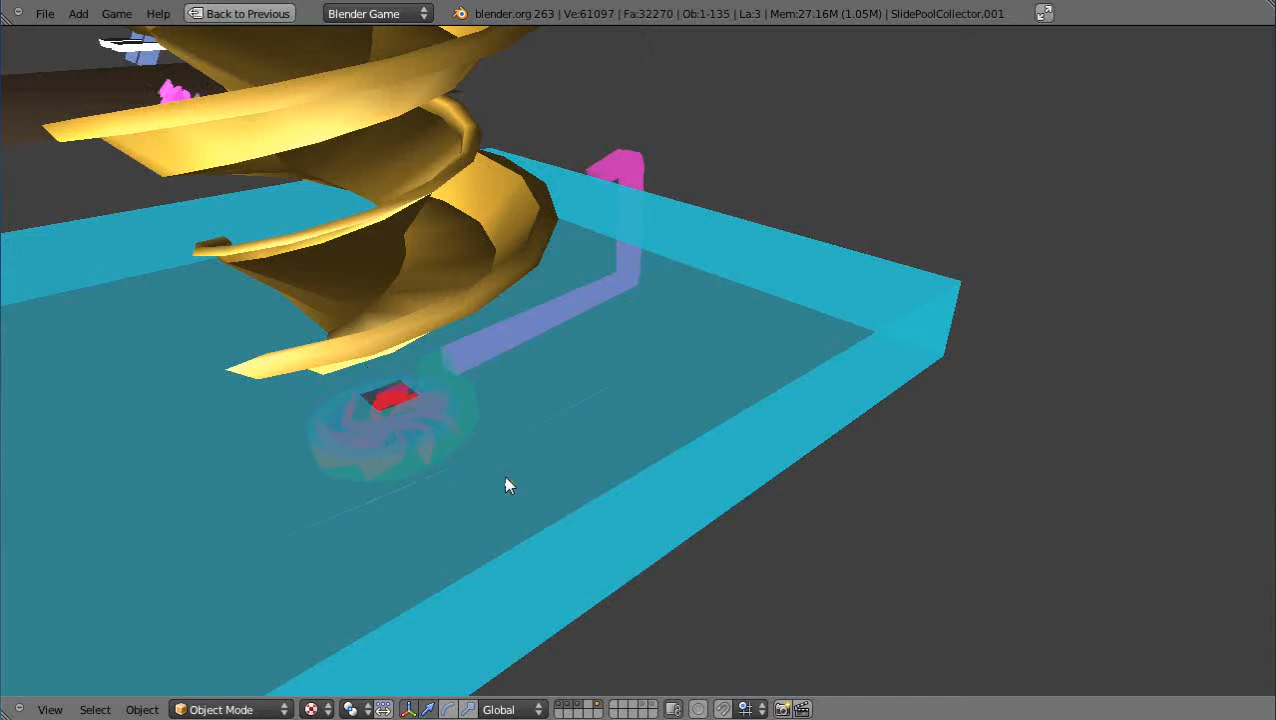 File Add Game Help Back to Previous Blender Game blender.org 263 | Ve:61097 | Fa:32270 | Ob:1-135 | La:3 | Mem:27.16M (1.05M) | SlidePoolCollector.001
View Select Object Object Mode Global